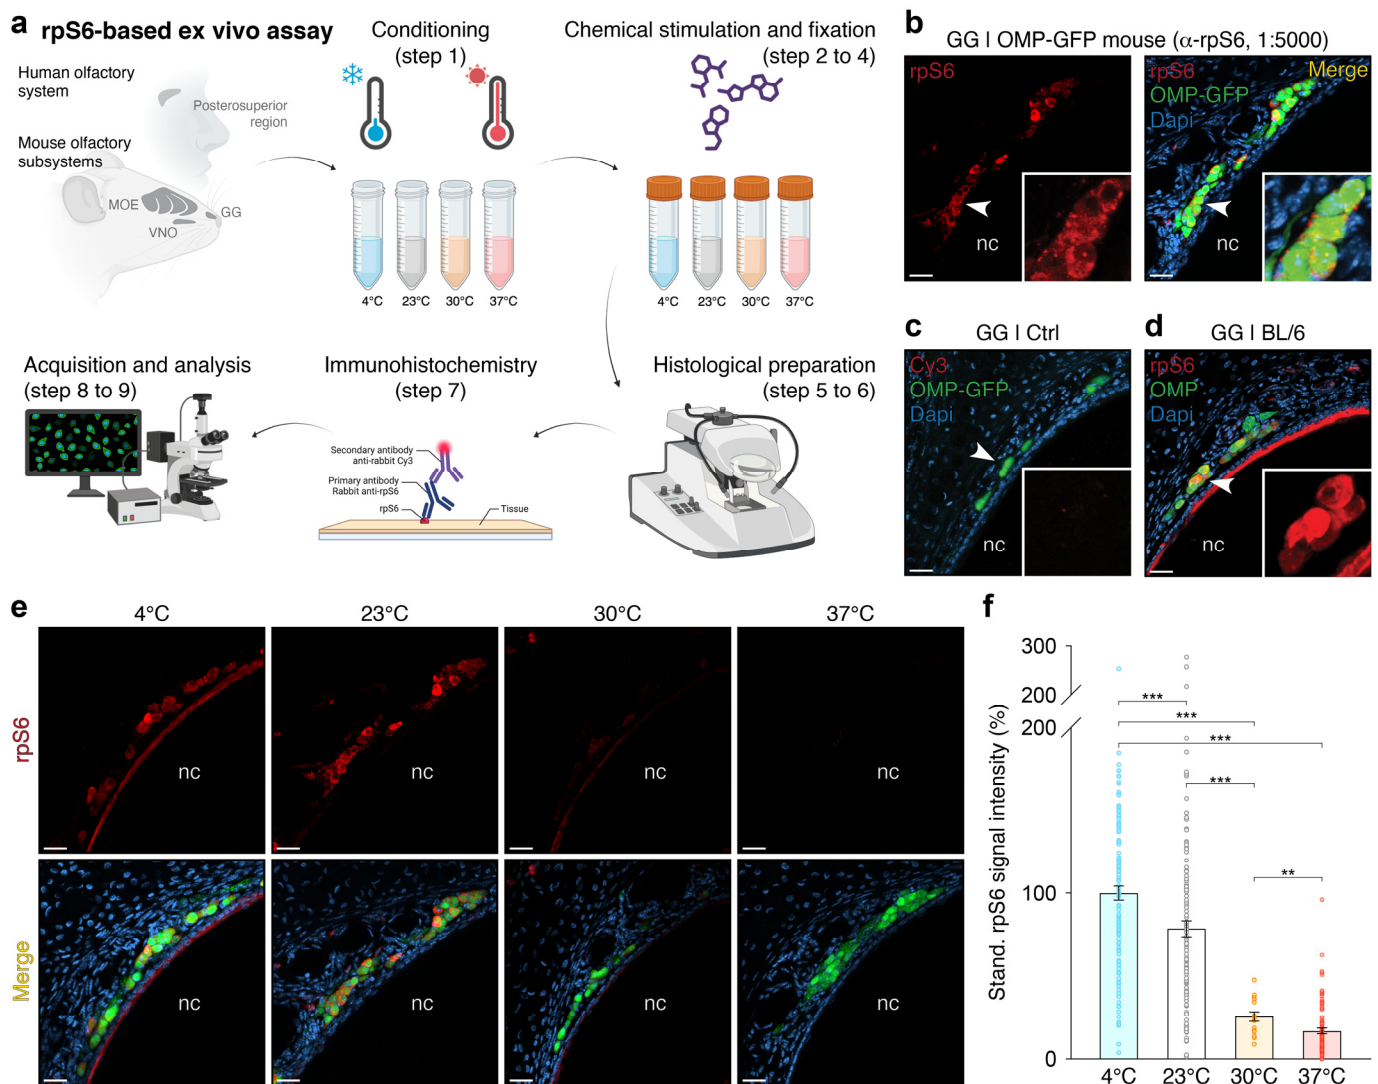 a rpS6-based ex vivo assay
Human olfactory
system
Posterosuperior
region
Mouse olfactory
subsystems
MOE
VNO
GG
Conditioning
(step 1)
4°C 23°C 30°C 37°C
Chemical stimulation and fixation
(step 2 to 4)
4°C 23°C 30°C 37°C
Acquisition and analysis
(step 8 to 9)
Immunohistochemistry
(step 7)
Secondary antibody
anti-rabbit Cy3
Primary antibody
Rabbit anti-rpS6
rpS6
Tissue
Histological preparation
(step 5 to 6)
b
GG I OMP-GFP mouse (α-rpS6, 1:5000)
rpS6
nc
rpS6 Merge
OMP-GFP
Dapi
nc
c GG I Ctrl
Cy3
OMP-GFP
Dapi
nc
d GG I BL/6
rpS6
OMP
Dapi
nc
e
4°C 23°C 30°C 37°C
rpS6
nc nc nc nc
Merge
nc nc nc nc
f
Stand. rpS6 signal intensity (%)
300
200
200
100
0
***
***
***
***
**
4°C 23°C 30°C 37°C